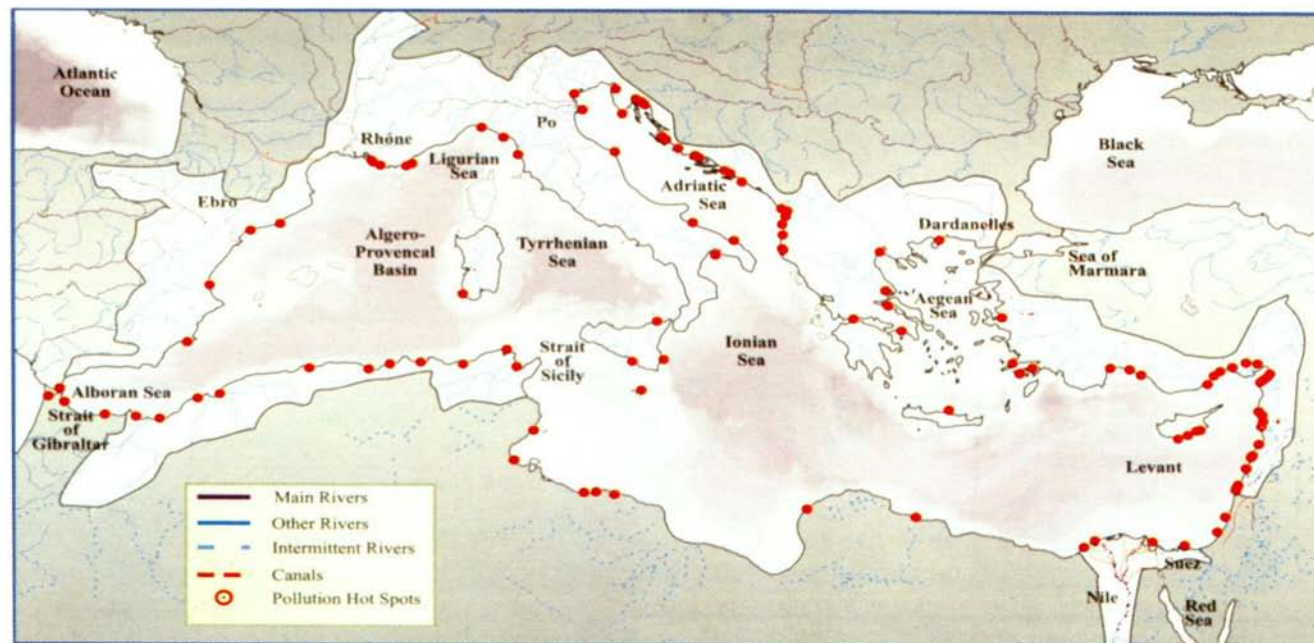 Atlantic
Ocean
Rhône
Po
Ligurian
Sea
Ebro
Adriatic
Sea
Black
Sea
Algero-
Provencal
Basin
Tyrrhenian
Sea
Dardanelles
Sea of
Marmara
Aegean
Sea
Ionian
Sea
Strait
of
Sicily
Alboran Sea
Strait
of
Gibraltar
Levant
Suez
Nile
Red
Sea
Main Rivers
Other Rivers
Intermittent Rivers
Canals
Pollution Hot Spots